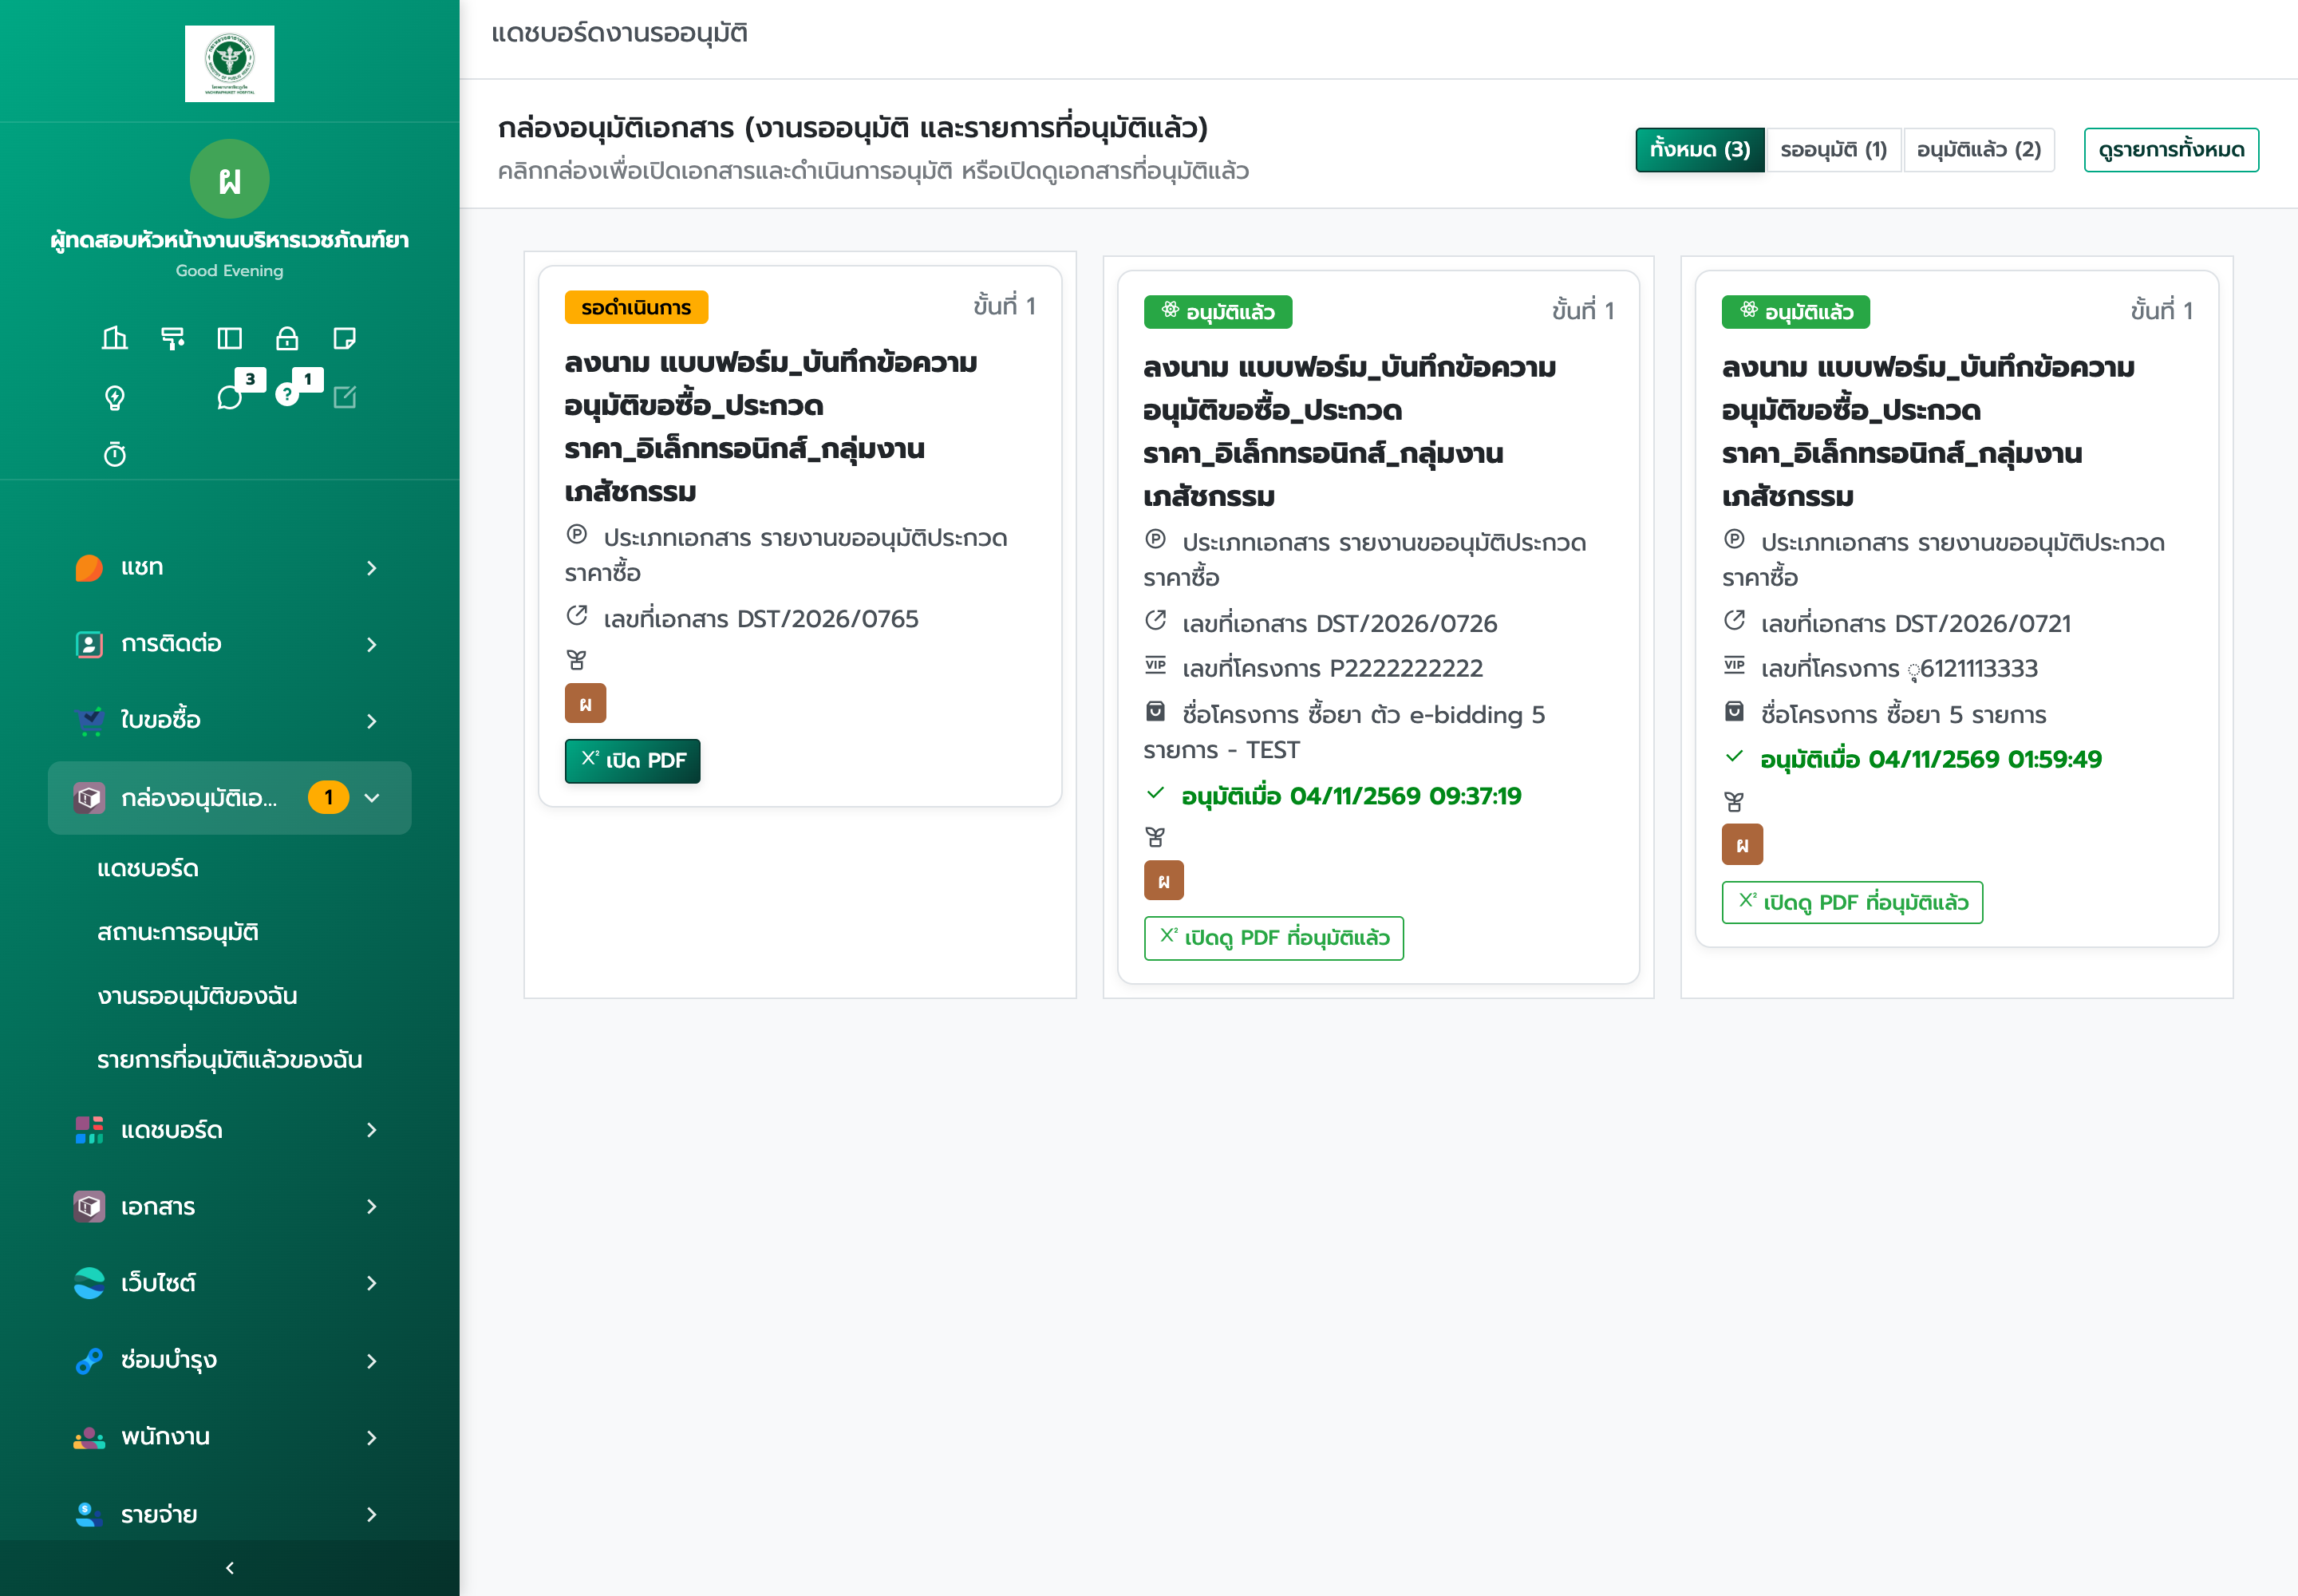 แดชบอร์ดงานรออนุมัติ
ผ
ผู้ทดสอบหัวหน้างานบริหารเวชภัณฑ์ยา
Good Evening
3
1
แชท
การติดต่อ
ใบขอซื้อ
กล่องอนุมัติเอ...
1
แดชบอร์ด
สถานะการอนุมัติ
งานรออนุมัติของฉัน
รายการที่อนุมัติแล้วของฉัน
แดชบอร์ด
เอกสาร
เว็บไซต์
ซ่อมบำรุง
พนักงาน
รายจ่าย
กล่องอนุมัติเอกสาร (งานรออนุมัติ และรายการที่อนุมัติแล้ว)
คลิกกล่องเพื่อเปิดเอกสารและดำเนินการอนุมัติ หรือเปิดดูเอกสารที่อนุมัติแล้ว
ทั้งหมด (3)
รออนุมัติ (1)
อนุมัติแล้ว (2)
ดูรายการทั้งหมด
รอดำเนินการ
ขั้นที่ 1
ลงนาม แบบฟอร์ม_บันทึกข้อความ
อนุมัติขอซื้อ_ประกวด
ราคา_อิเล็กทรอนิกส์_กลุ่มงาน
เภสัชกรรม
ประเภทเอกสาร รายงานขออนุมัติประกวด
ราคาซื้อ
เลขที่เอกสาร DST/2026/0765
ผ
เปิด PDF
อนุมัติแล้ว
ขั้นที่ 1
ลงนาม แบบฟอร์ม_บันทึกข้อความ
อนุมัติขอซื้อ_ประกวด
ราคา_อิเล็กทรอนิกส์_กลุ่มงาน
เภสัชกรรม
ประเภทเอกสาร รายงานขออนุมัติประกวด
ราคาซื้อ
เลขที่เอกสาร DST/2026/0726
VIP เลขที่โครงการ P2222222222
ชื่อโครงการ ซื้อยา ตัว e-bidding 5
รายการ - TEST
อนุมัติเมื่อ 04/11/2569 09:37:19
ผ
เปิดดู PDF ที่อนุมัติแล้ว
อนุมัติแล้ว
ขั้นที่ 1
ลงนาม แบบฟอร์ม_บันทึกข้อความ
อนุมัติขอซื้อ_ประกวด
ราคา_อิเล็กทรอนิกส์_กลุ่มงาน
เภสัชกรรม
ประเภทเอกสาร รายงานขออนุมัติประกวด
ราคาซื้อ
เลขที่เอกสาร DST/2026/0721
VIP เลขที่โครงการ ุ6121113333
ชื่อโครงการ ซื้อยา 5 รายการ
อนุมัติเมื่อ 04/11/2569 01:59:49
ผ
เปิดดู PDF ที่อนุมัติแล้ว